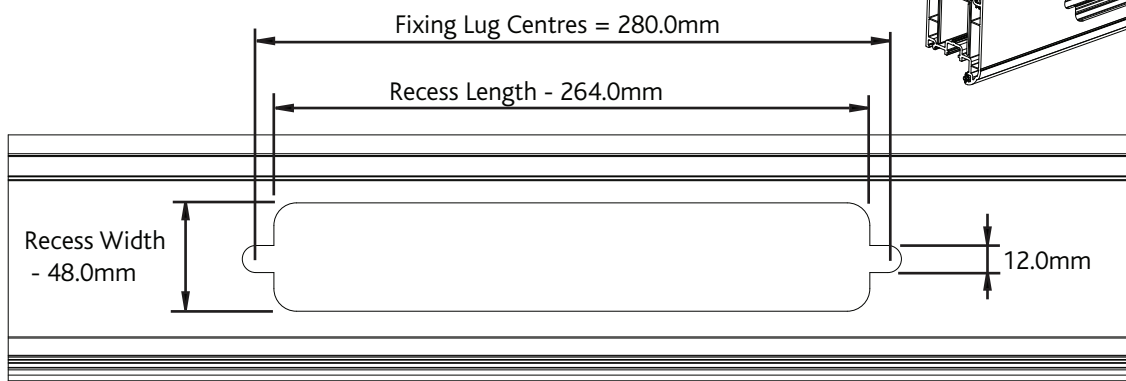 Fixing Lug Centres = 280.0mm
Recess Length - 264.0mm
Recess Width
- 48.0mm
12.0mm